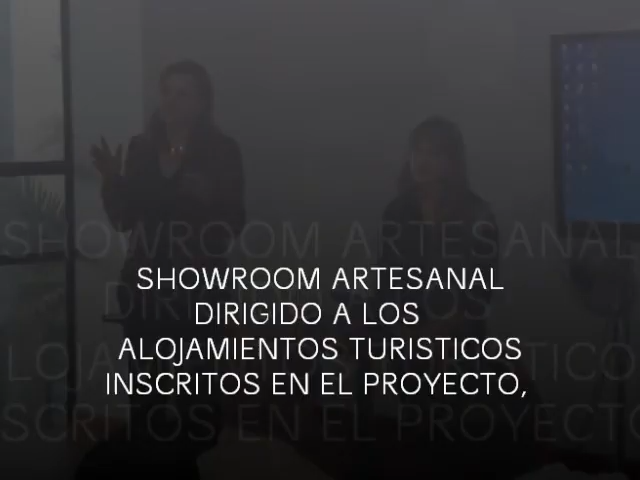 SHOWROOM ARTESANAL
DIRIGIDO A LOS
ALOJAMIENTOS TURISTICOS
INSCRITOS EN EL PROYECTO,